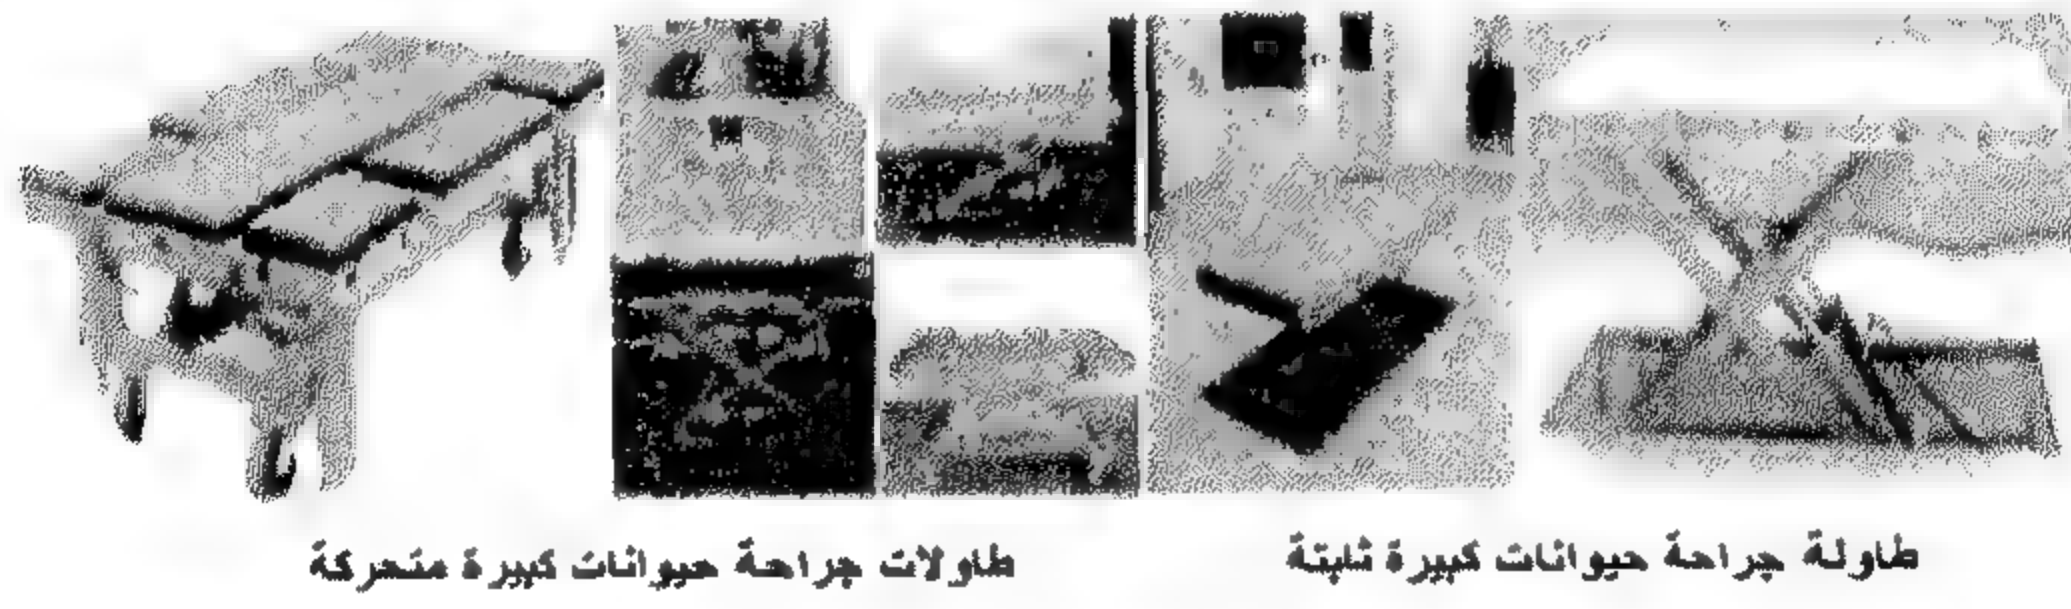 طاولة جراحة حيوانات كبيرة ثابتة
طاولات جراحة حيوانات كبيرة متحركة